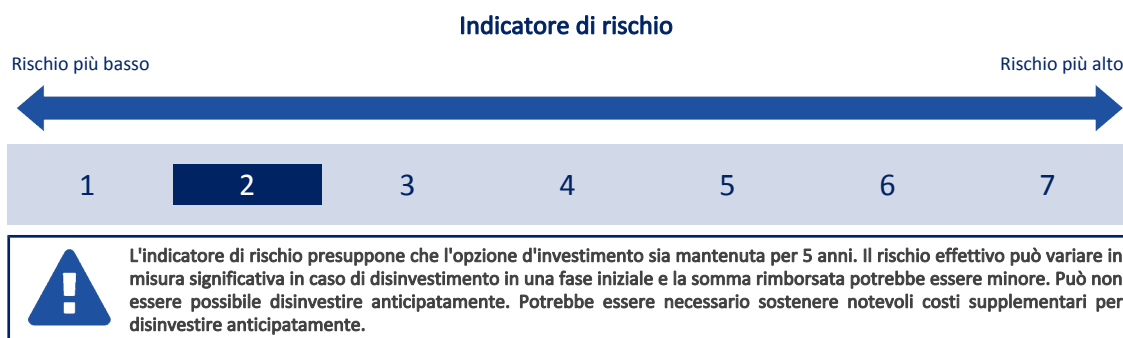 Indicatore di rischio
Rischio più basso
Rischio più alto
1 2 3 4 5 6 7
L'indicatore di rischio presuppone che l'opzione d'investimento sia mantenuta per 5 anni. Il rischio effettivo può variare in
misura significativa in caso di disinvestimento in una fase iniziale e la somma rimborsata potrebbe essere minore. Può non
essere possibile disinvestire anticipatamente. Potrebbe essere necessario sostenere notevoli costi supplementari per
disinvestire anticipatamente.